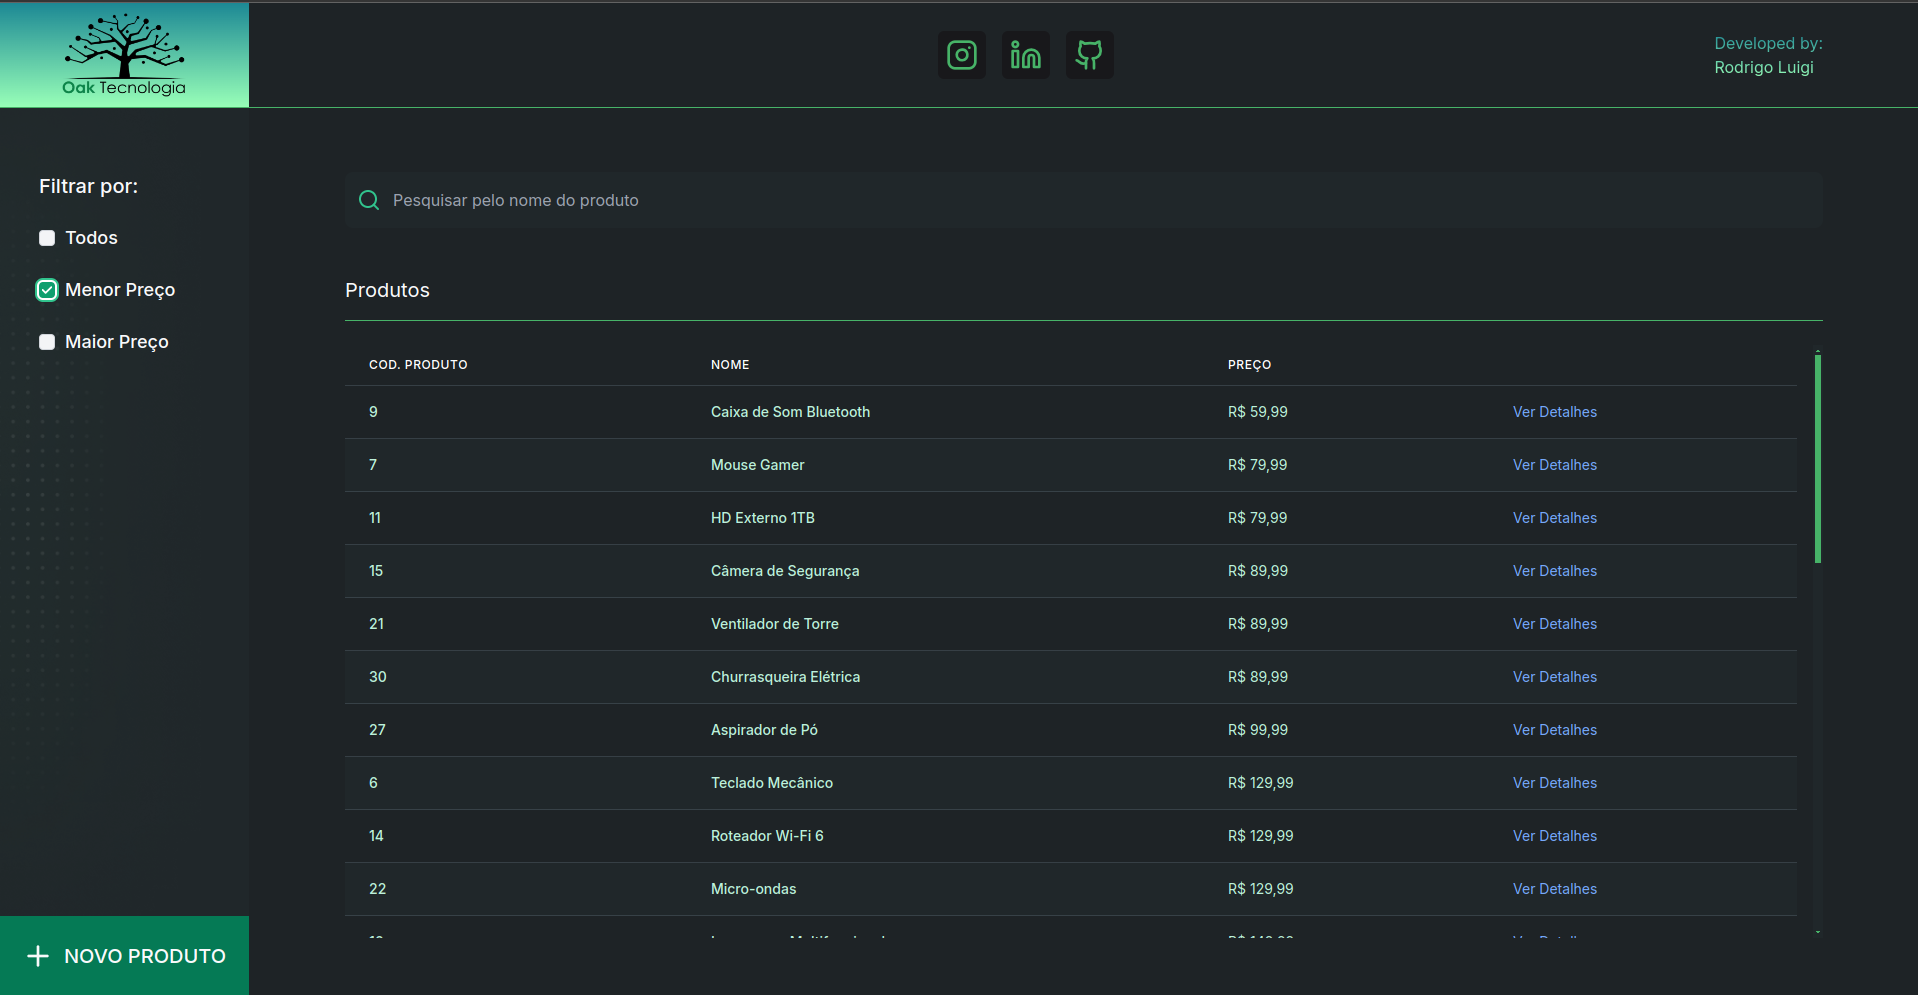 Oak Tecnologia
Developed by:
Rodrigo Luigi
Filtrar por:
Todos
Menor Preço
Maior Preço
NOVO PRODUTO
Pesquisar pelo nome do produto
Produtos
COD. PRODUTO NOME PREÇO
9 Caixa de Som Bluetooth R$ 59,99 Ver Detalhes
7 Mouse Gamer R$ 79,99 Ver Detalhes
11 HD Externo 1TB R$ 79,99 Ver Detalhes
15 Câmera de Segurança R$ 89,99 Ver Detalhes
21 Ventilador de Torre R$ 89,99 Ver Detalhes
30 Churrasqueira Elétrica R$ 89,99 Ver Detalhes
27 Aspirador de Pó R$ 99,99 Ver Detalhes
6 Teclado Mecânico R$ 129,99 Ver Detalhes
14 Roteador Wi-Fi 6 R$ 129,99 Ver Detalhes
22 Micro-ondas R$ 129,99 Ver Detalhes